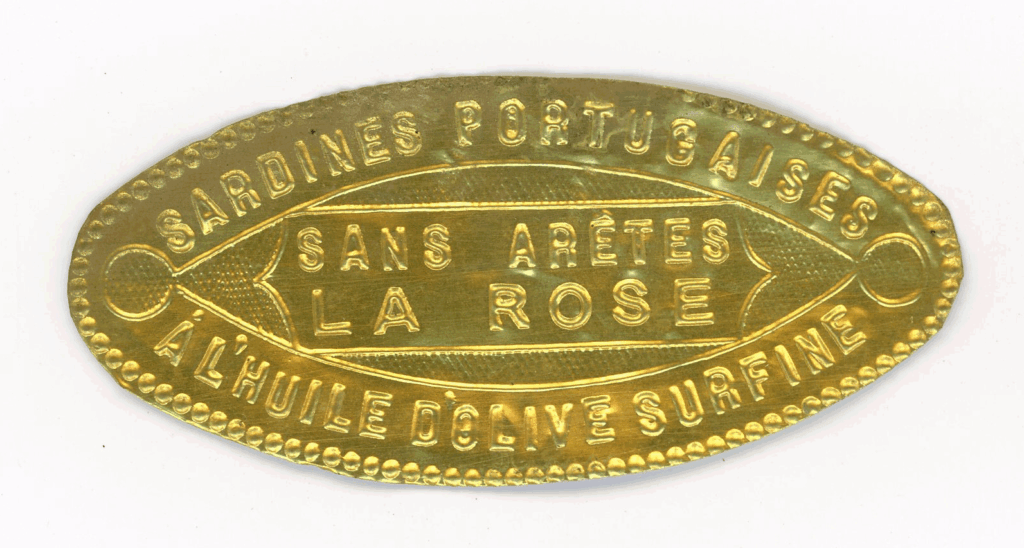 SARDINES PORTUGAISES
SANS ARÊTES
LA ROSE
À L'HUILE D'OLIVE SURFINE